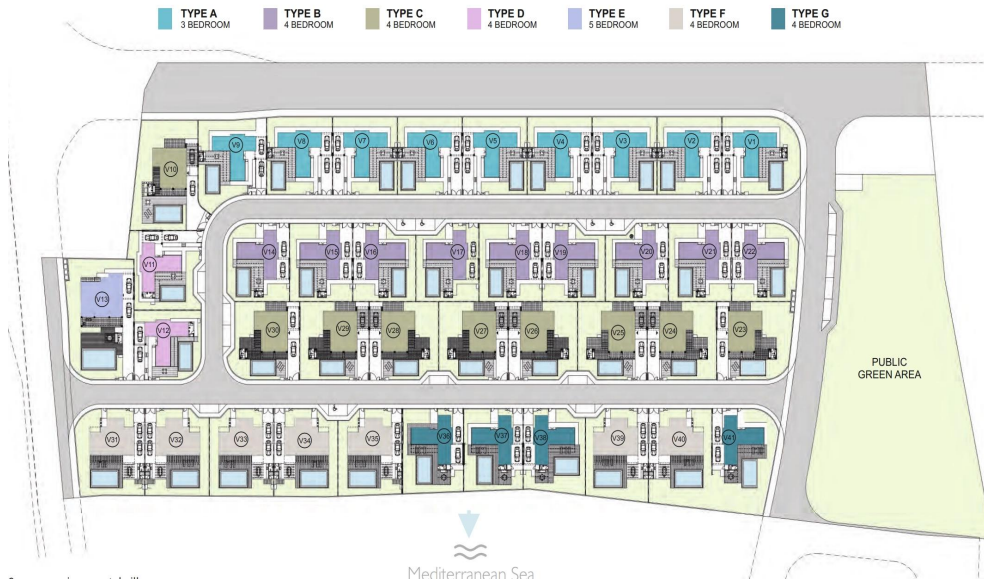 TYPE A
3 BEDROOM
TYPE B
4 BEDROOM
TYPE C
4 BEDROOM
TYPE D
4 BEDROOM
TYPE E
5 BEDROOM
TYPE F
4 BEDROOM
TYPE G
4 BEDROOM
V10
V9
V8
V7
V6
V5
V4
V3
V2
V1
V11
V14
V15
V16
V17
V18
V19
V20
V21
V22
V13
V12
V30
V29
V28
V27
V26
V25
V24
V23
PUBLIC
GREEN AREA
V31
V32
V33
V34
V35
V36
V37
V38
V39
V40
V41
Mediterranean Sea